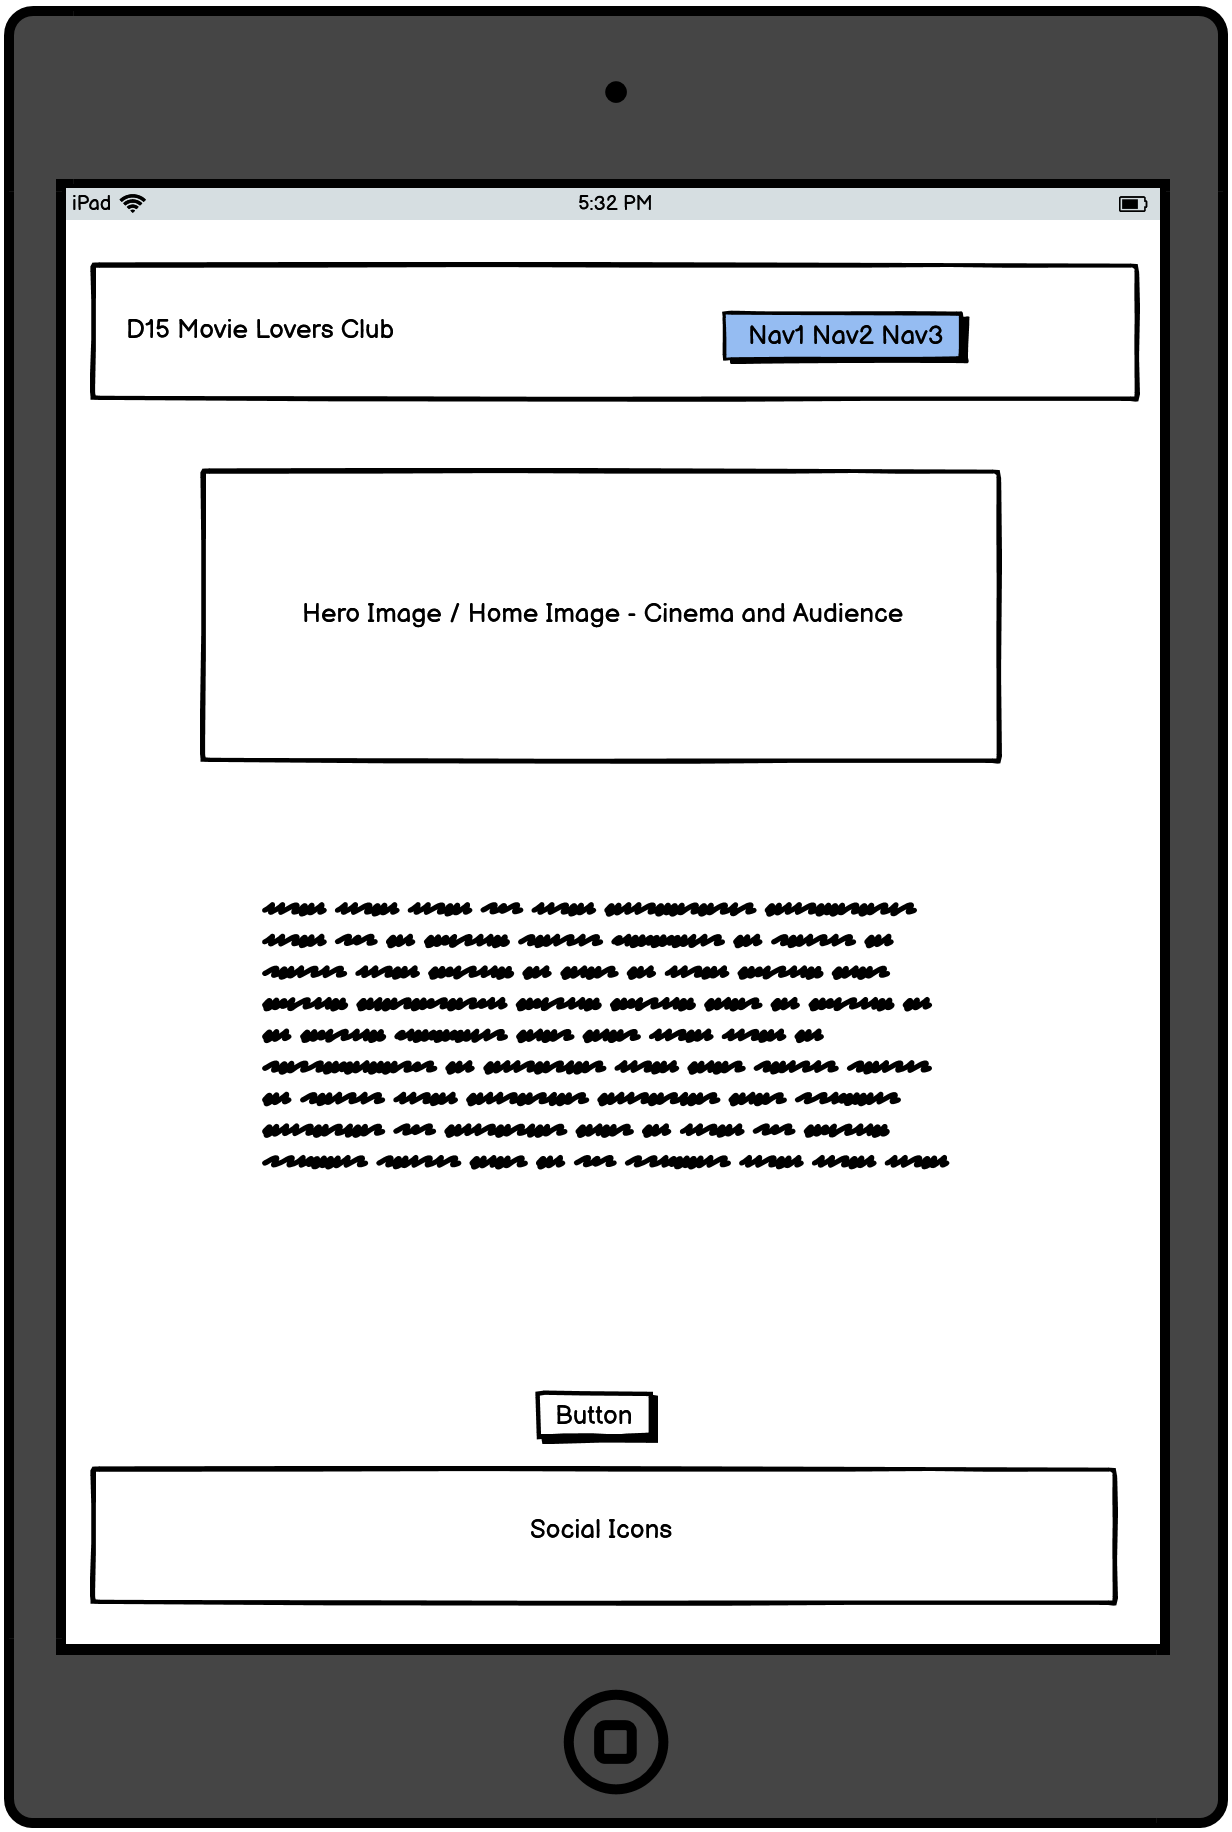 iPad 5:32 PM
D15 Movie Lovers Club
Nav1 Nav2 Nav3
Hero Image / Home Image - Cinema and Audience
Button
Social Icons